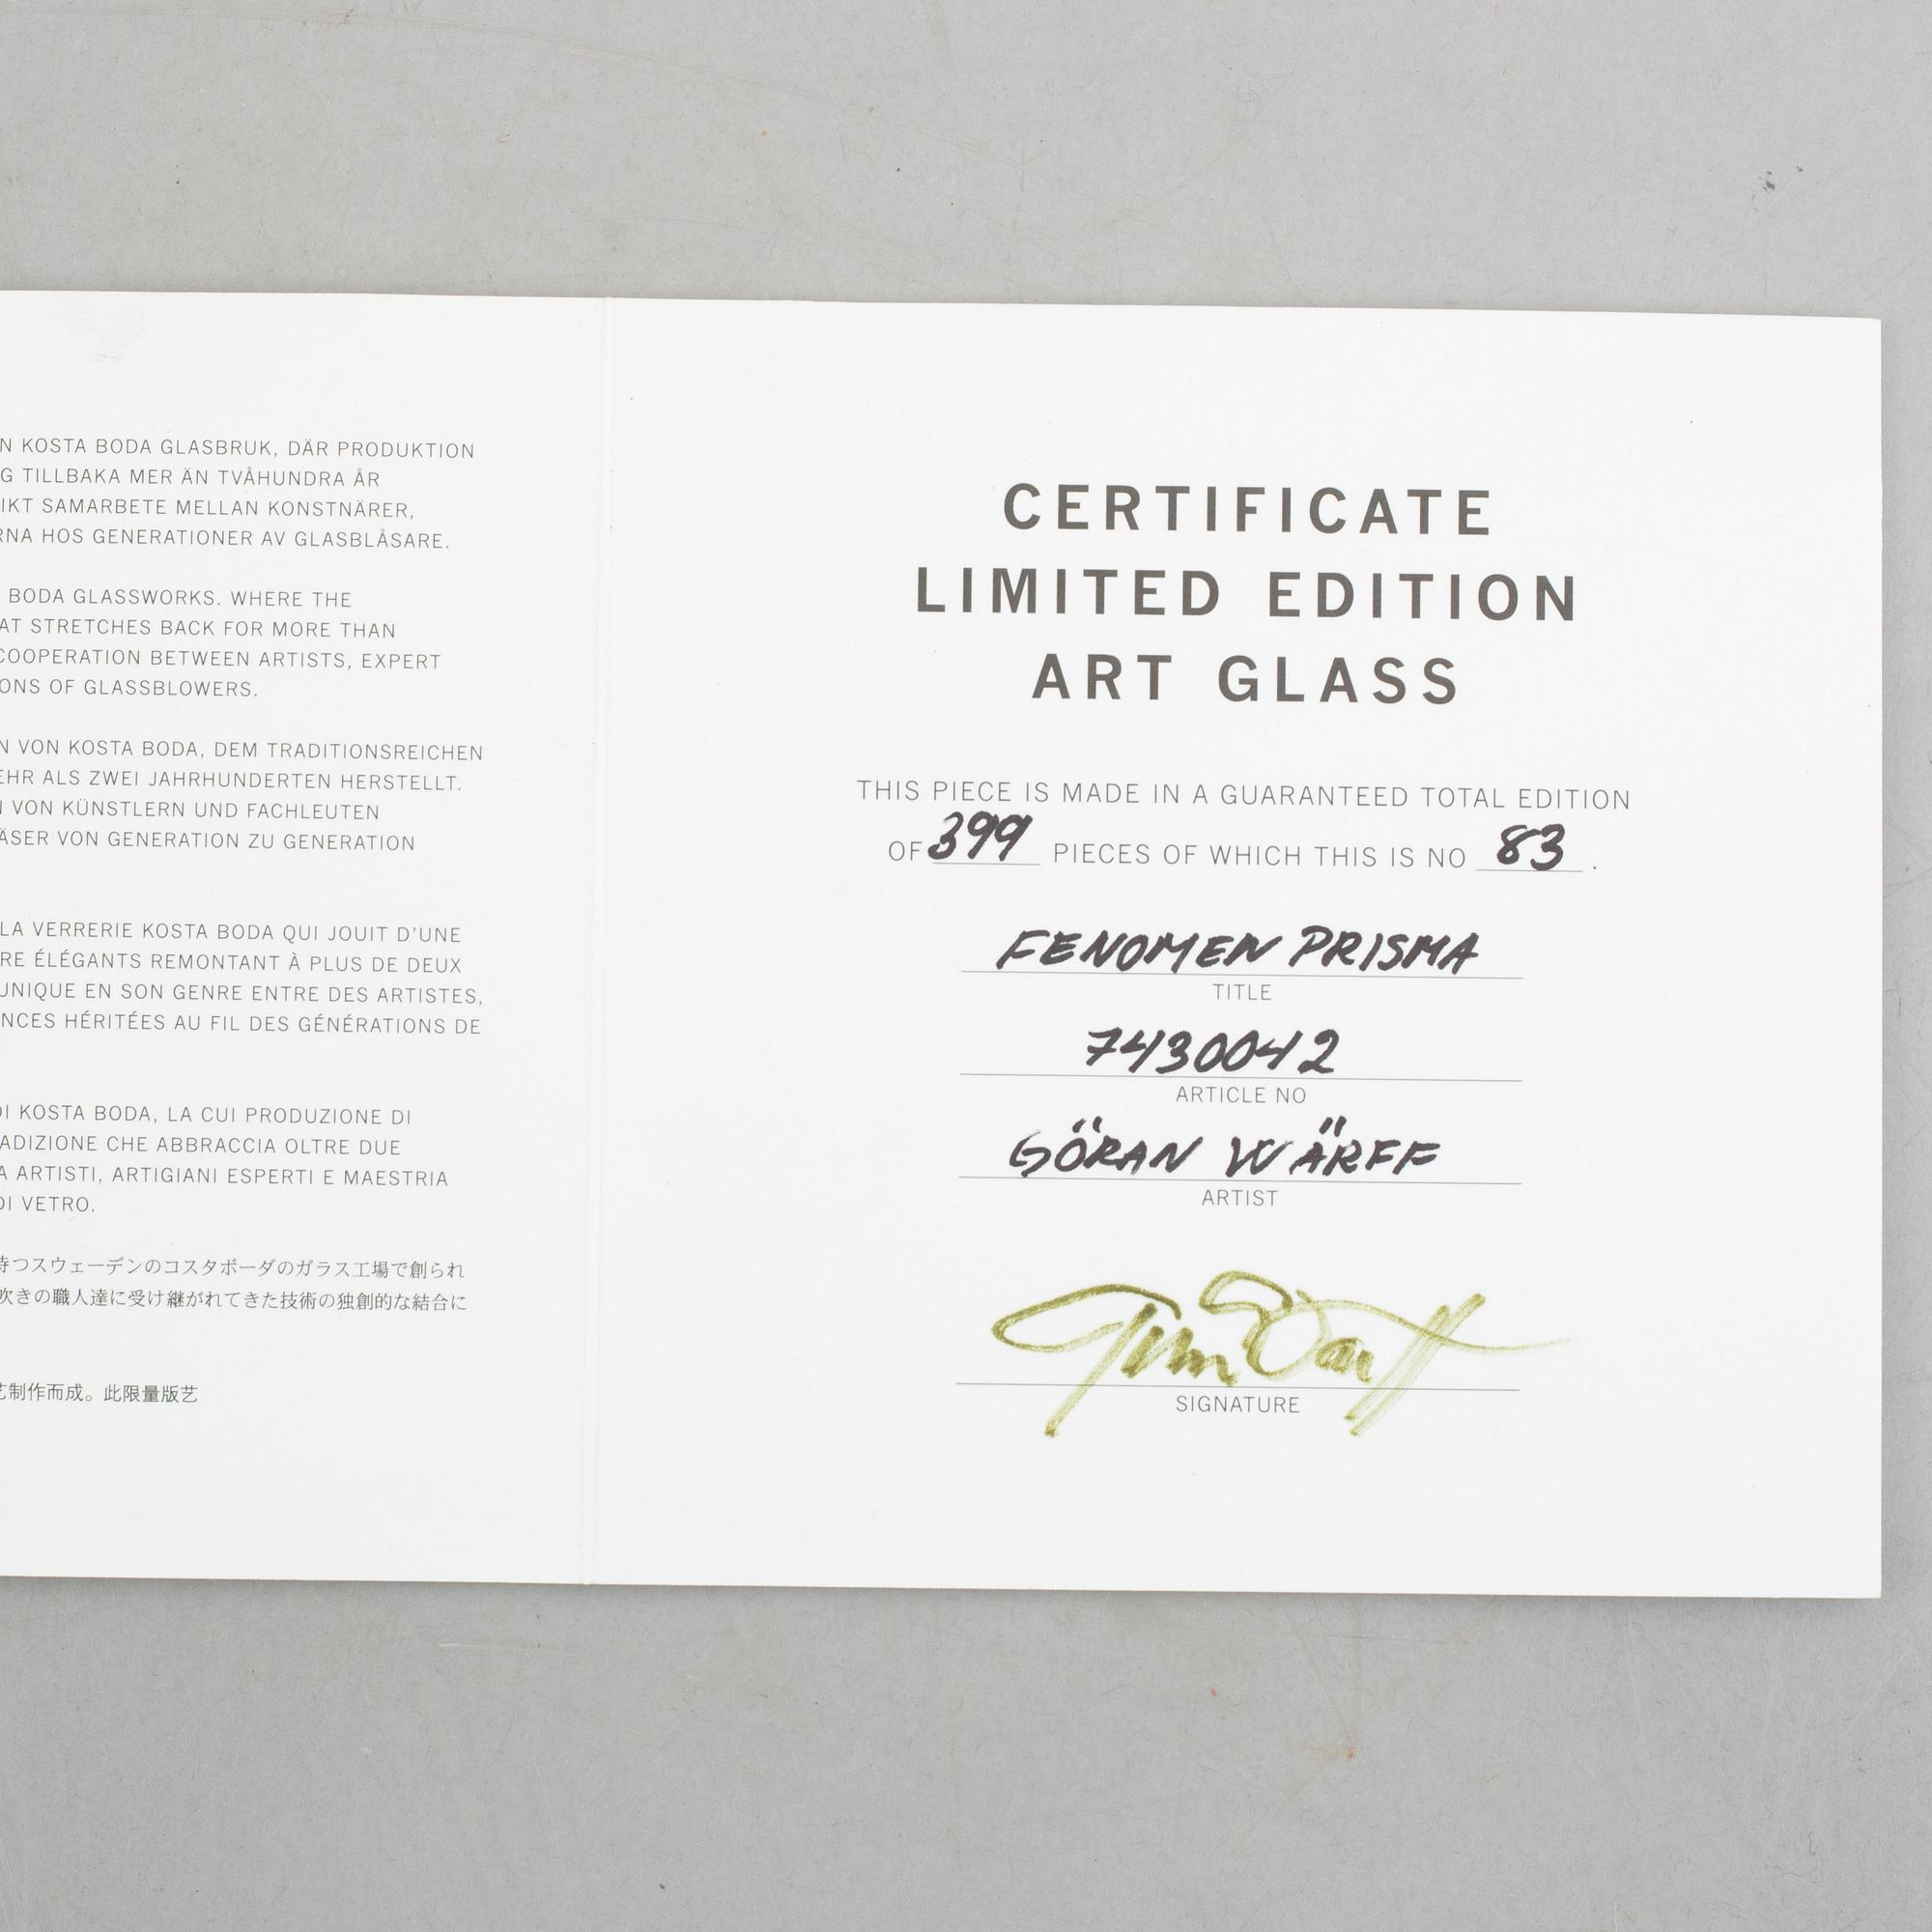 N KOSTA BODA GLASBRUK, DÄR PRODUKTION
G TILLBAKA MER ÄN TVÅHUNDRA ÅR
IKT SAMARBETE MELLAN KONSTNÄRER,
RNA HOS GENERATIONER AV GLASBLÅSARE.
BODA GLASSWORKS. WHERE THE
AT STRETCHES BACK FOR MORE THAN
COOPERATION BETWEEN ARTISTS, EXPERT
ONS OF GLASSBLOWERS.
N VON KOSTA BODA, DEM TRADITIONSREICHEN
EHR ALS ZWEI JAHRHUNDERTEN HERSTELLT.
N VON KÜNSTLERN UND FACHLEUTEN
ÄSER VON GENERATION ZU GENERATION
LA VERRERIE KOSTA BODA QUI JOUIT D'UNE
RE ÉLÉGANTS REMONTANT À PLUS DE DEUX
UNIQUE EN SON GENRE ENTRE DES ARTISTES,
NCES HÉRITÉES AU FIL DES GÉNÉRATIONS DE
DI KOSTA BODA, LA CUI PRODUZIONE DI
ADIZIONE CHE ABBRACCIA OLTRE DUE
A ARTISTI, ARTIGIANI ESPERTI E MAESTRIA
DI VETRO.
持つスウェーデンのコスタボーダのガラス工場で創られ
吹きの職人達に受け継がれてきた技術の独創的な結合に
艺制作而成。此限量版艺
CERTIFICATE
LIMITED EDITION
ART GLASS
THIS PIECE IS MADE IN A GUARANTEED TOTAL EDITION
OF 399 PIECES OF WHICH THIS IS NO 83 .
FENOMEN PRISMA
TITLE
7430042
ARTICLE NO
GÖRAN WÄRFF
ARTIST
SIGNATURE